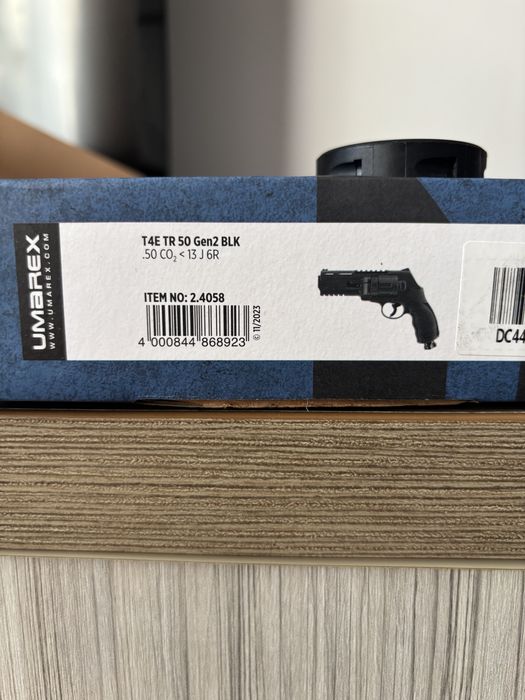 UMAREX
WWW.UMAREX.COM
T4E TR 50 Gen2 BLK
.50 CO₂ < 13 J 6R
ITEM NO: 2.4058
4 000844 868923
© 11/2023
DC44